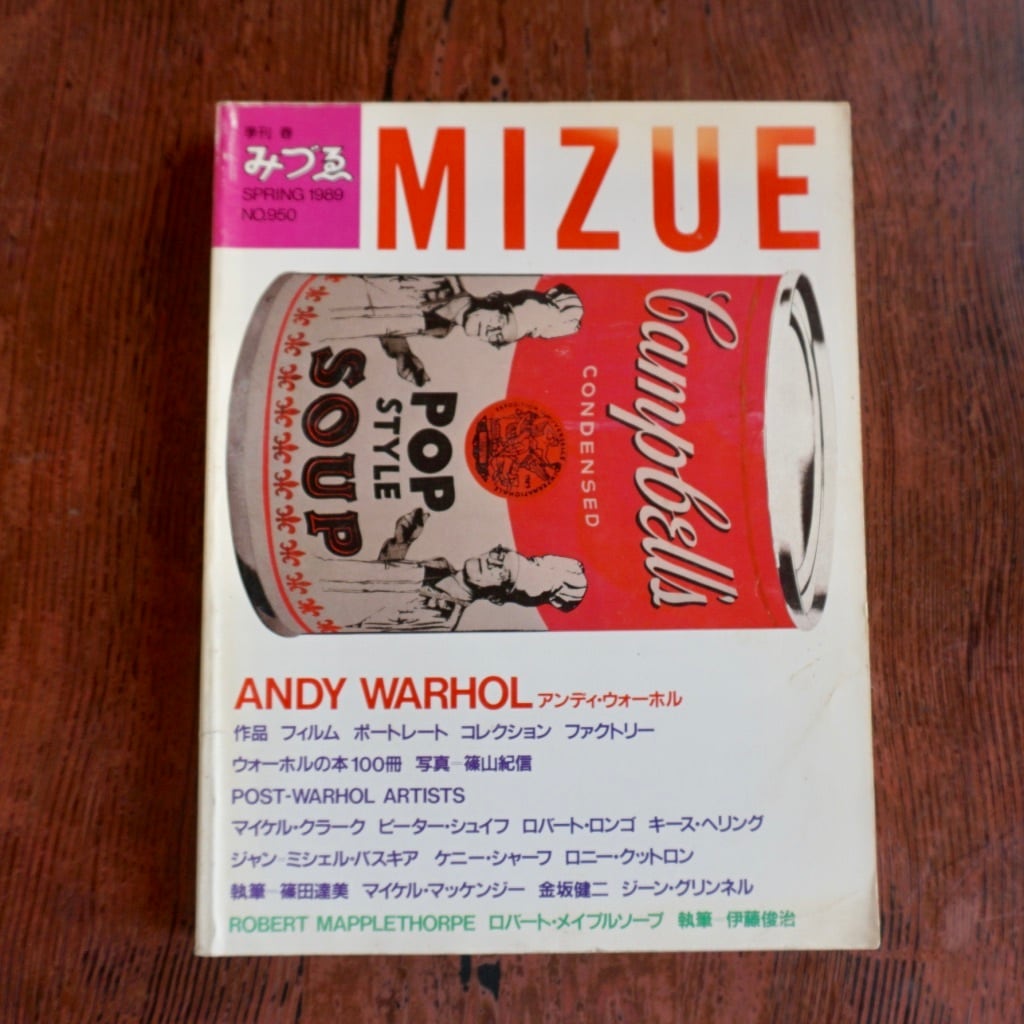 季刊 春
みづゑ
SPRING 1989
NO.950
MIZUE
Campbell's
CONDENSED
POP
STYLE
SOUP
ANDY WARHOL アンディ・ウォーホル
作品 フィルム ポートレート コレクション ファクトリー
ウォーホルの本100冊 写真=篠山紀信
POST-WARHOL ARTISTS
マイケル・クラーク ピーター・シュイフ ロバート・ロンゴ キース・ヘリング
ジャン=ミシェル・バスキア ケニー・シャーフ ロニー・クットロン
執筆=篠田達美 マイケル・マッケンジー 金坂健二 ジーン・グリンネル
ROBERT MAPPLETHORPE ロバート・メイプルソープ 執筆=伊藤俊治